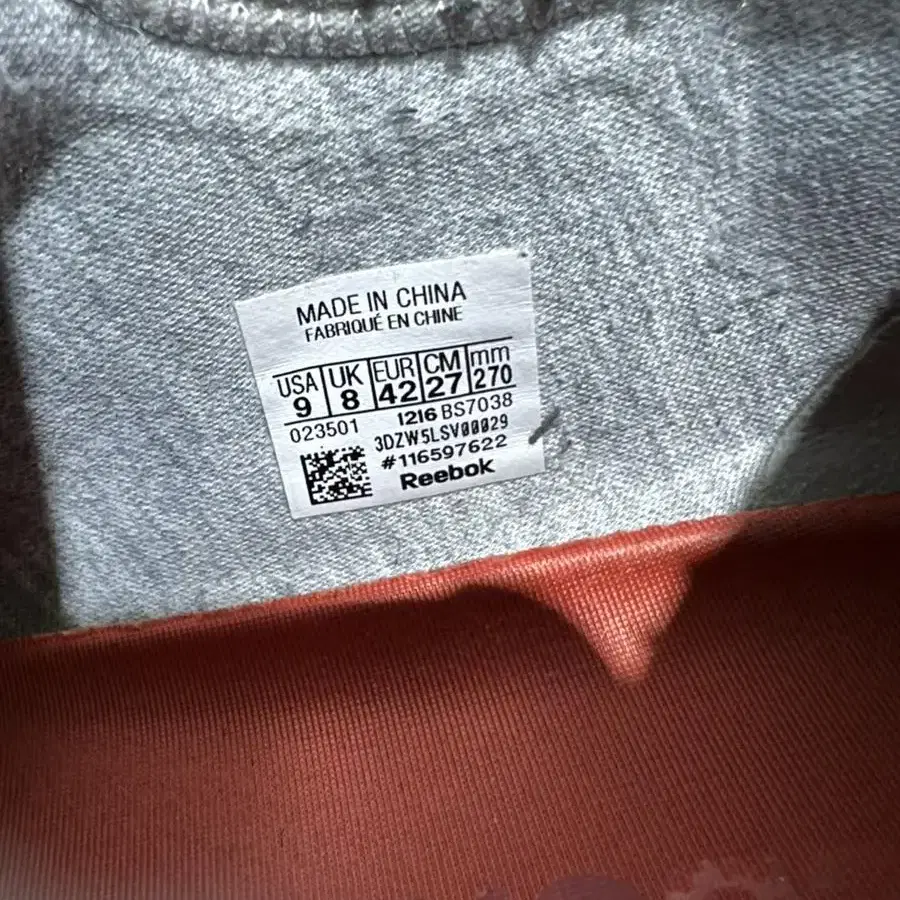 MADE IN CHINA
FABRIQUÉ EN CHINE
USA UK EUR CM mm
9 8 42 27 270
023501 1216 BS7038
3DZW5LSV00029
#116597622
Reebok